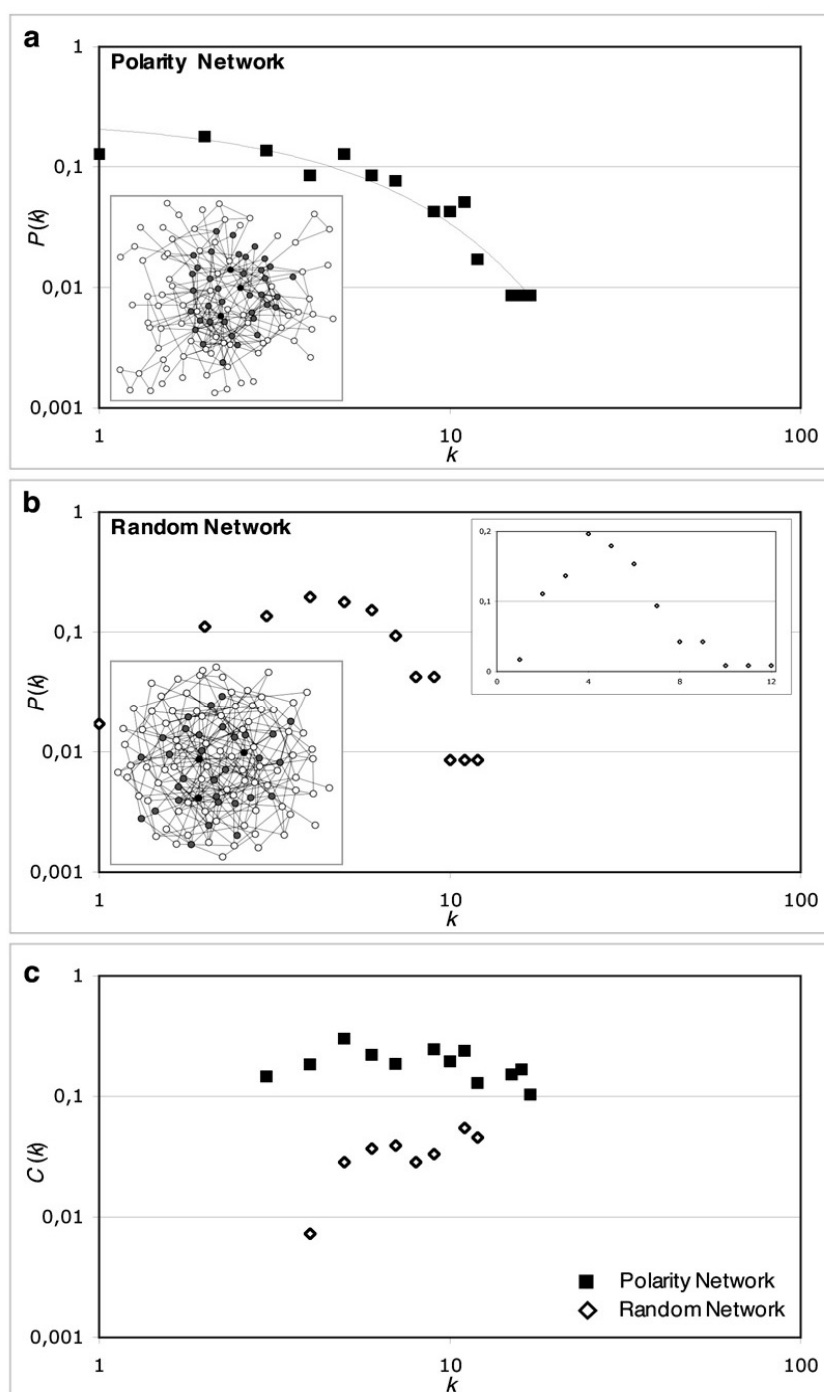 a
Polarity Network
1
0,1
0,01
0,001
P(k)
1 10 100
k
b
Random Network
1
0,1
0,01
0,001
P(k)
0,2
0,1
0
0 4 8 12
1 10 100
k
c
1
0,1
0,01
0,001
C(k)
Polarity Network
Random Network
1 10 100
k